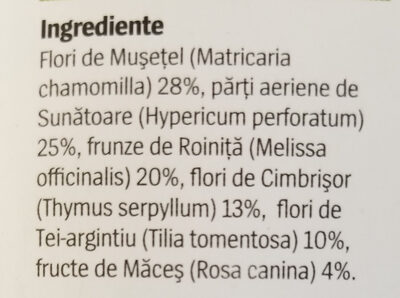 Ingrediente
Flori de Mușețel (Matricaria
chamomilla) 28%, părți aeriene de
Sunătoare (Hypericum perforatum)
25%, frunze de Roiniță (Melissa
officinalis) 20%, flori de Cimbrișor
(Thymus serpyllum) 13%, flori de
Tei-argintiu (Tilia tomentosa) 10%,
fructe de Măceș (Rosa canina) 4%.